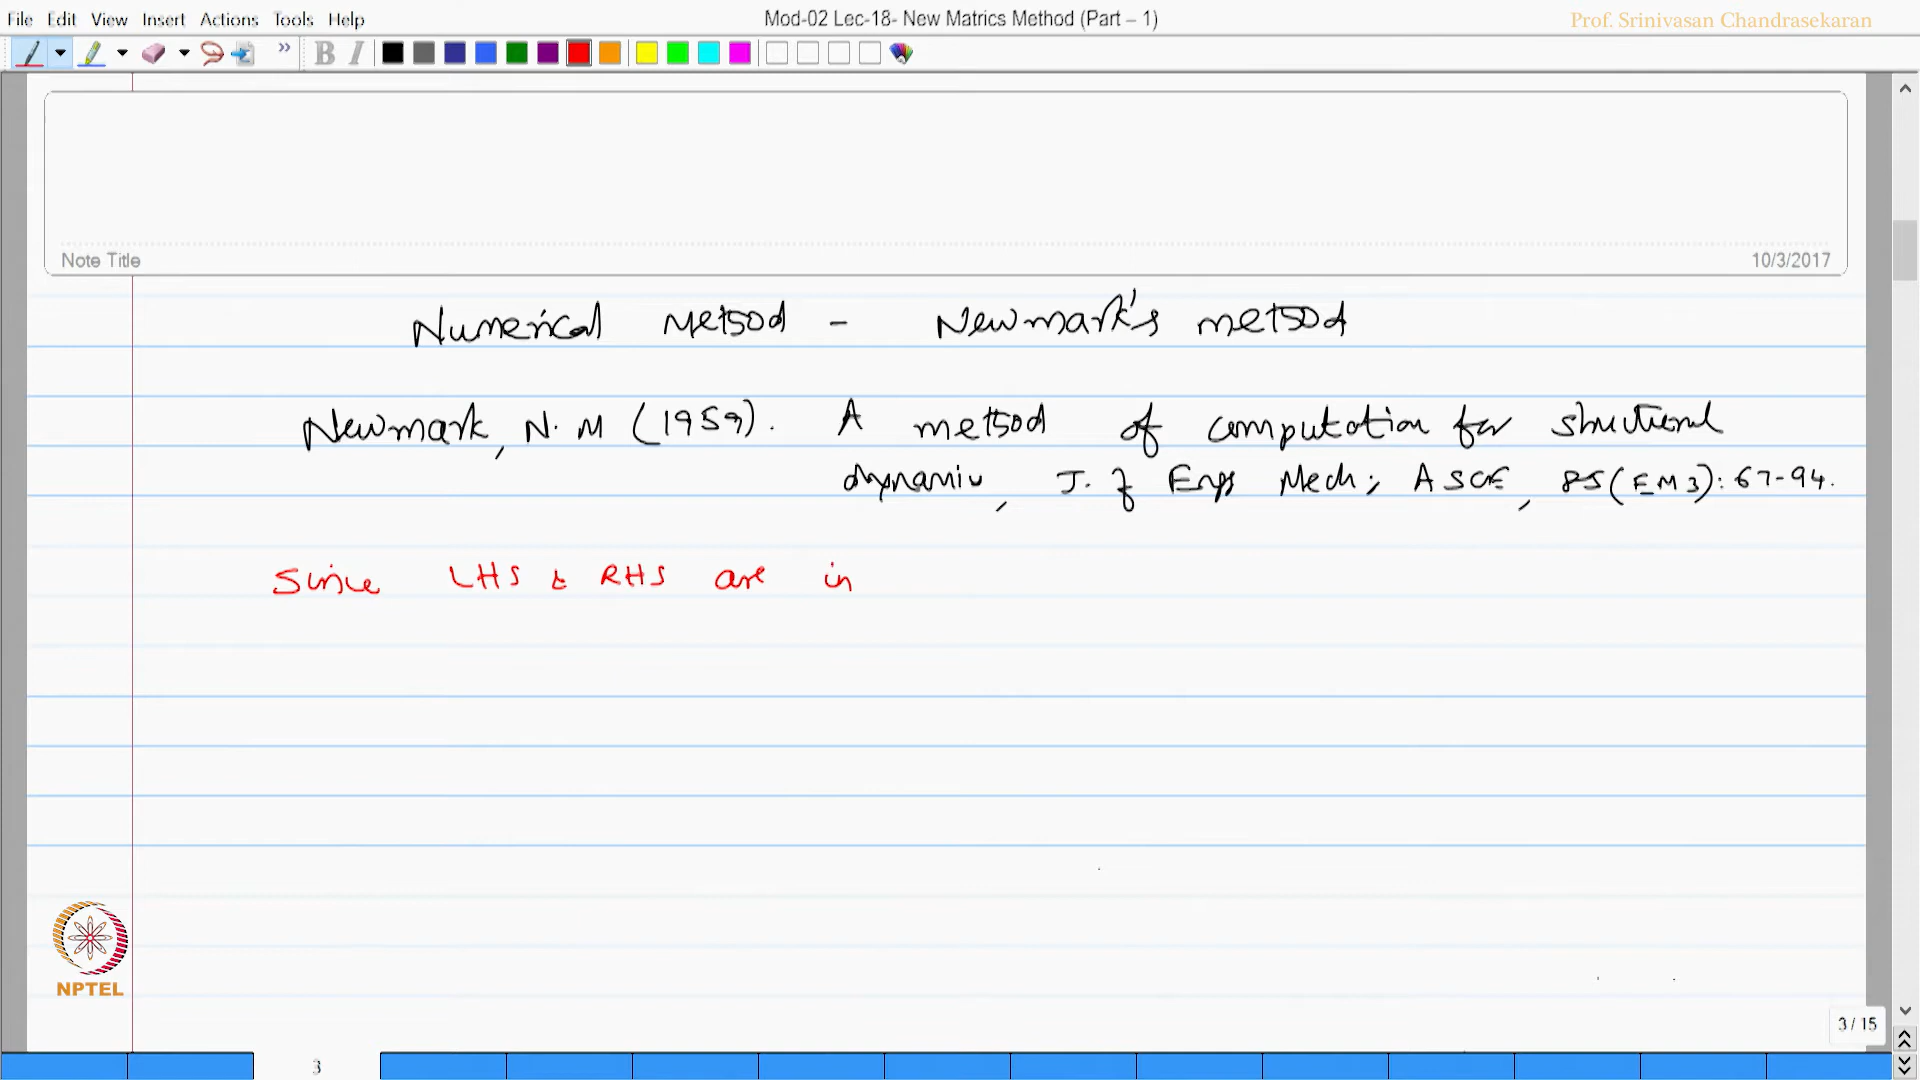 File Edit View Insert Actions Tools Help
Mod-02 Lec-18- New Matrics Method (Part – 1)
Prof. Srinivasan Chandrasekaran
B I
Note Title
10/3/2017
Numerical Method - Newmark's method
Newmark, N. M (1959). A method of computation for structural
dynamics, J. of Engg Mech; ASCE, 85(EM3): 67-94.
Since LHS & RHS are in
NPTEL
3 / 15
3